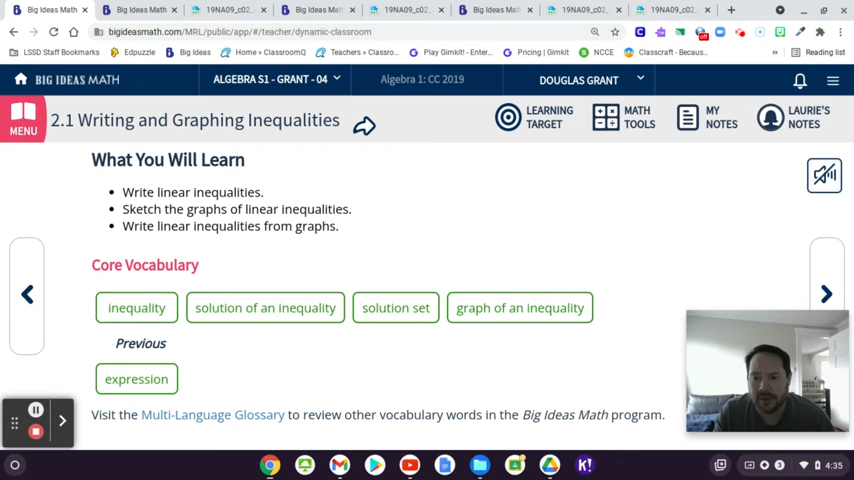 Big Ideas Math
Big Ideas Math
19NA09_c02_
Big Ideas Math
19NA09_c02_
Big Ideas Math
19NA09_c02_
19NA09_c02_
bigideasmath.com/MRL/public/app/#/teacher/dynamic-classroom
LSSD Staff Bookmarks
Edpuzzle
Big Ideas
Home » ClassroomQ
Teachers » Classro...
Play Gimkit! - Enter...
Pricing | Gimkit
NCCE
Classcraft - Becaus...
»
Reading list
BIG IDEAS MATH
ALGEBRA S1 - GRANT - 04
Algebra 1: CC 2019
DOUGLAS GRANT
MENU
2.1 Writing and Graphing Inequalities
LEARNING TARGET
MATH TOOLS
MY NOTES
LAURIE'S NOTES
What You Will Learn
• Write linear inequalities.
• Sketch the graphs of linear inequalities.
• Write linear inequalities from graphs.
Core Vocabulary
inequality
solution of an inequality
solution set
graph of an inequality
Previous
expression
Visit the Multi-Language Glossary to review other vocabulary words in the Big Ideas Math program.
K!
3
4:35